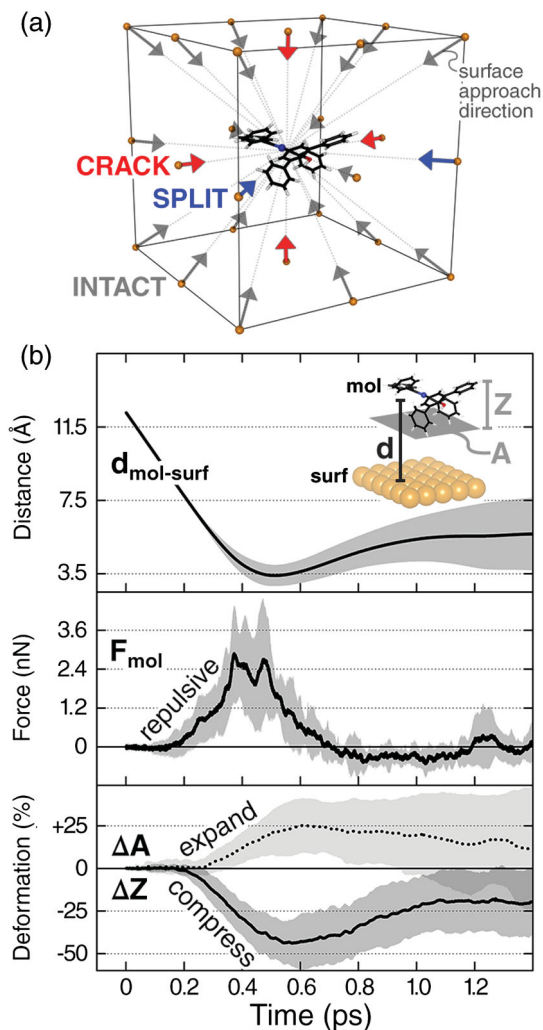 (a)
surface
approach
direction
CRACK
SPLIT
INTACT
(b)
mol
Z
A
d
surf
d mol-surf
Distance (Å)
11.5
7.5
3.5
F mol
repulsive
Force (nN)
3.6
2.4
1.2
0
ΔA
expand
ΔZ
compress
Deformation (%)
+25
0
-25
-50
0 0.2 0.4 0.6 0.8 1.0 1.2
Time (ps)